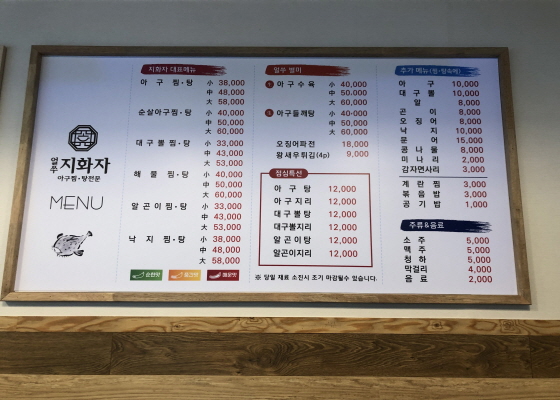 얼쑤
지화자
아구찜·탕전문
MENU
지화자 대표메뉴
아 구 찜·탕 小 38,000
中 48,000
大 58,000
순살아구찜·탕 小 40,000
中 50,000
大 60,000
대구뽈찜·탕 小 33,000
中 43,000
大 53,000
해 물 찜·탕 小 40,000
中 50,000
大 60,000
알곤이찜·탕 小 33,000
中 43,000
大 53,000
낙 지 찜·탕 小 38,000
中 48,000
大 58,000
순한맛 매운맛
일부 별미
아구수육 小 40,000
中 50,000
大 60,000
아구들깨탕 小 40,000
中 50,000
大 60,000
오징어파전 18,000
왕새우튀김(4p) 9,000
점심특선
아 구 탕 12,000
아구지리 12,000
대구뽈탕 12,000
대구뽈지리 12,000
알곤이탕 12,000
알곤이지리 12,000
※ 당일 재료 소진시 조기 마감될수 있습니다.
추가 메뉴(찜·탕속에)
아 구 10,000
대 구 뽈 10,000
알 8,000
곤 이 8,000
오 징 어 8,000
낙 지 10,000
문 어 15,000
콩 나 물 8,000
미 나 리 2,000
감자면사리 3,000
계 란 찜 3,000
볶 음 밥 3,000
공 기 밥 1,000
주류&음료
소 주 5,000
맥 주 5,000
청 하 5,000
막걸리 4,000
음 료 2,000